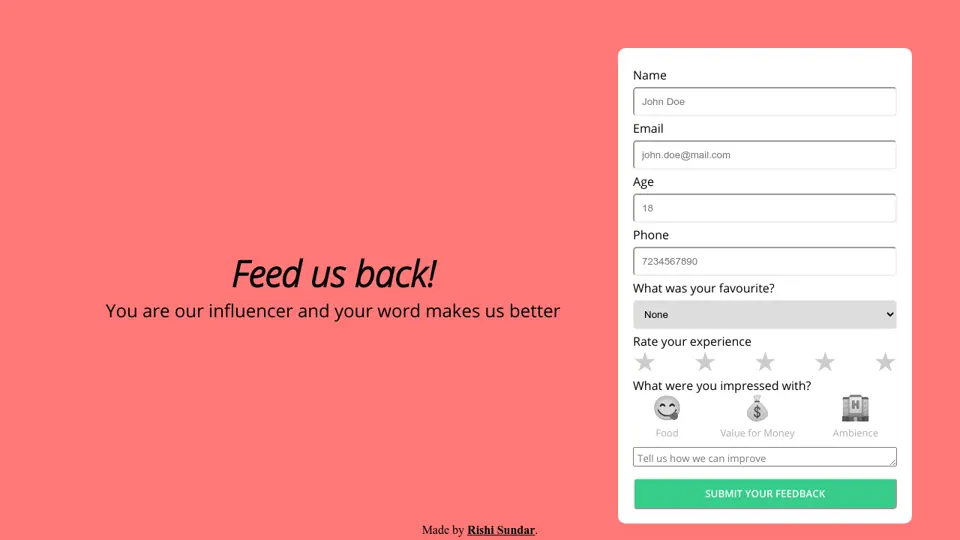 Feed us back!
You are our influencer and your word makes us better
Name
John Doe
Email
john.doe@mail.com
Age
18
Phone
7234567890
What was your favourite?
None
Rate your experience
What were you impressed with?
H
Food Value for Money Ambience
Tell us how we can improve
SUBMIT YOUR FEEDBACK
Made by Rishi Sundar.